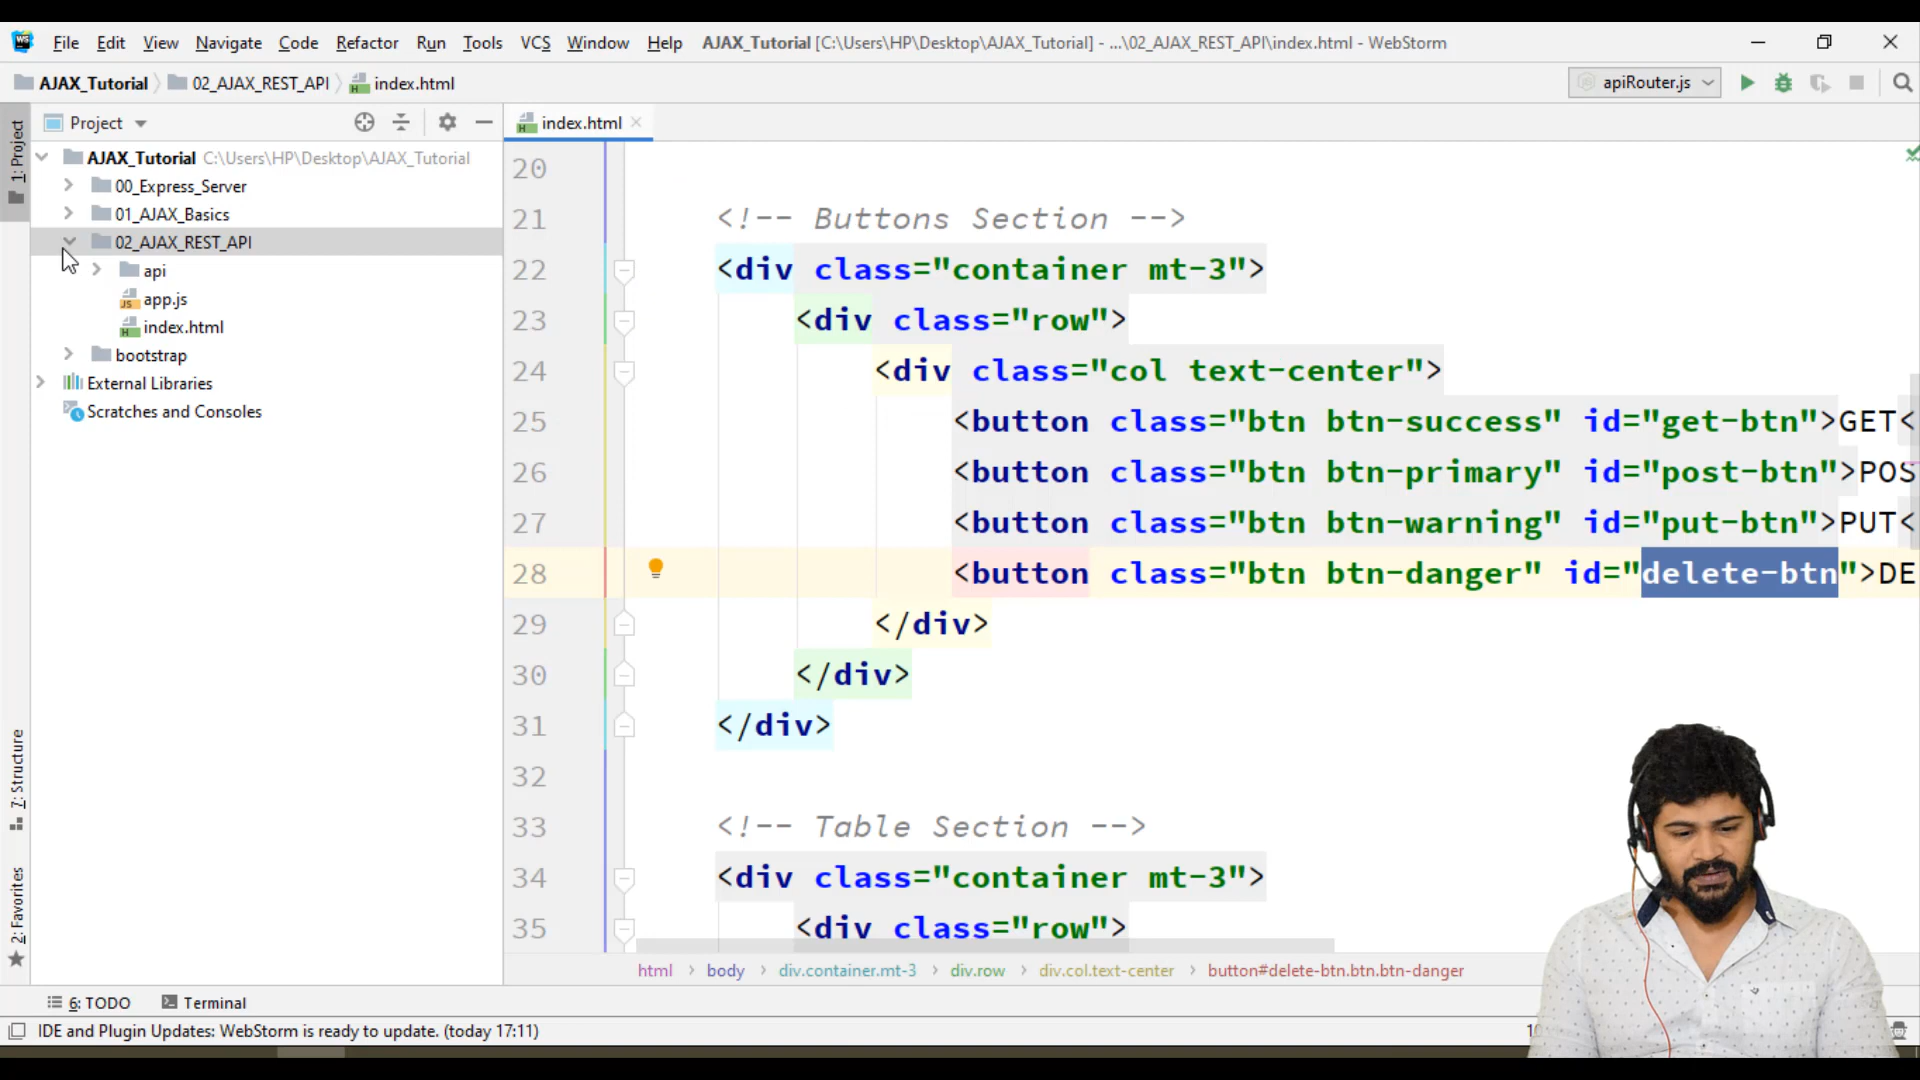 WS File Edit View Navigate Code Refactor Run Tools VCS Window Help AJAX_Tutorial [C:\Users\HP\Desktop\AJAX_Tutorial] - ...\02_AJAX_REST_API\index.html - WebStorm
AJAX_Tutorial 02_AJAX_REST_API index.html apiRouter.js
Project
index.html
1: Project
AJAX_Tutorial C:\Users\HP\Desktop\AJAX_Tutorial
00_Express_Server
01_AJAX_Basics
02_AJAX_REST_API
api
app.js
index.html
bootstrap
External Libraries
Scratches and Consoles
7: Structure
2: Favorites
20
21 <!-- Buttons Section -->
22 <div class="container mt-3">
23 <div class="row">
24 <div class="col text-center">
25 <button class="btn btn-success" id="get-btn">GET<
26 <button class="btn btn-primary" id="post-btn">POS
27 <button class="btn btn-warning" id="put-btn">PUT<
28 <button class="btn btn-danger" id="delete-btn">DE
29 </div>
30 </div>
31 </div>
32
33 <!-- Table Section -->
34 <div class="container mt-3">
35 <div class="row">
html body div.container.mt-3 div.row div.col.text-center button#delete-btn.btn.btn-danger
6: TODO Terminal
IDE and Plugin Updates: WebStorm is ready to update. (today 17:11)